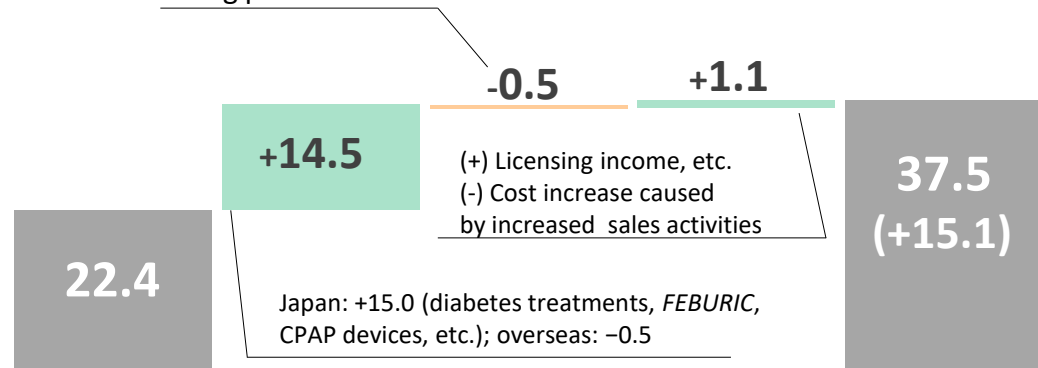 -0.5
+1.1
+14.5
(+) Licensing income, etc.
(-) Cost increase caused
by increased sales activities
37.5
(+15.1)
22.4
Japan: +15.0 (diabetes treatments, FEBURIC,
CPAP devices, etc.); overseas: −0.5